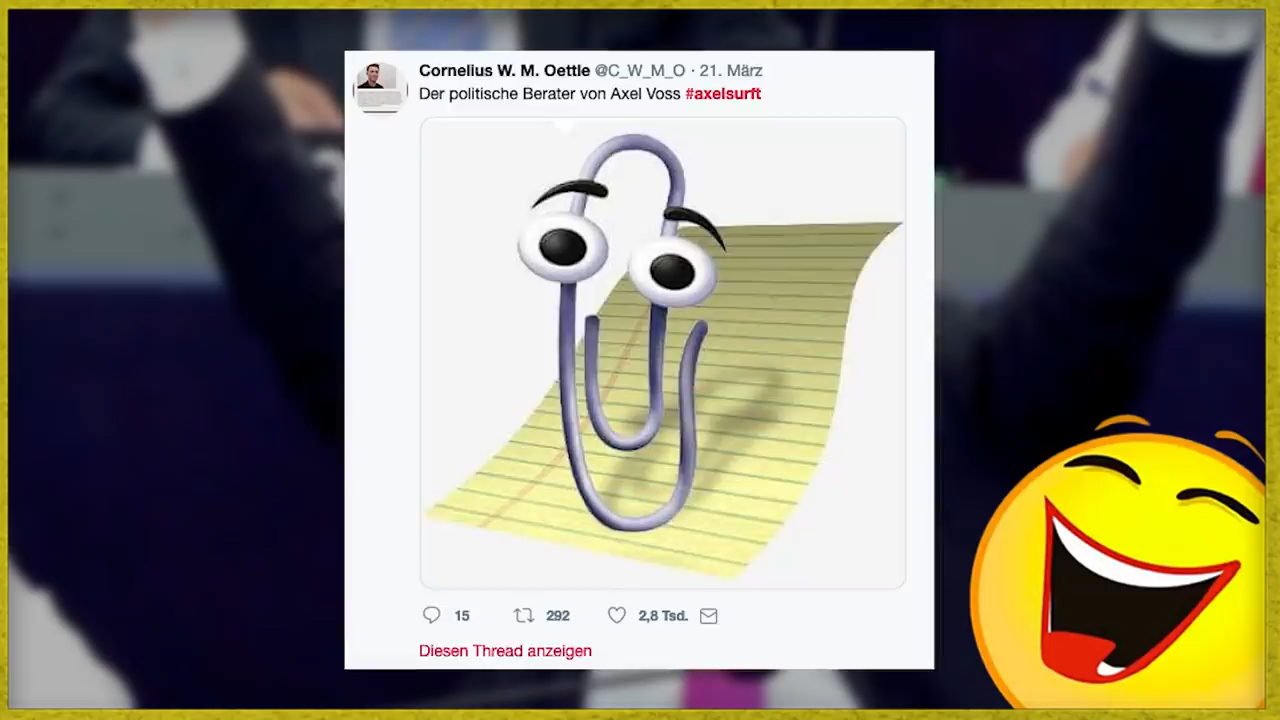 Cornelius W. M. Oettle @C_W_M_O · 21. März
Der politische Berater von Axel Voss #axelsurft
15 292 2,8 Tsd.
Diesen Thread anzeigen